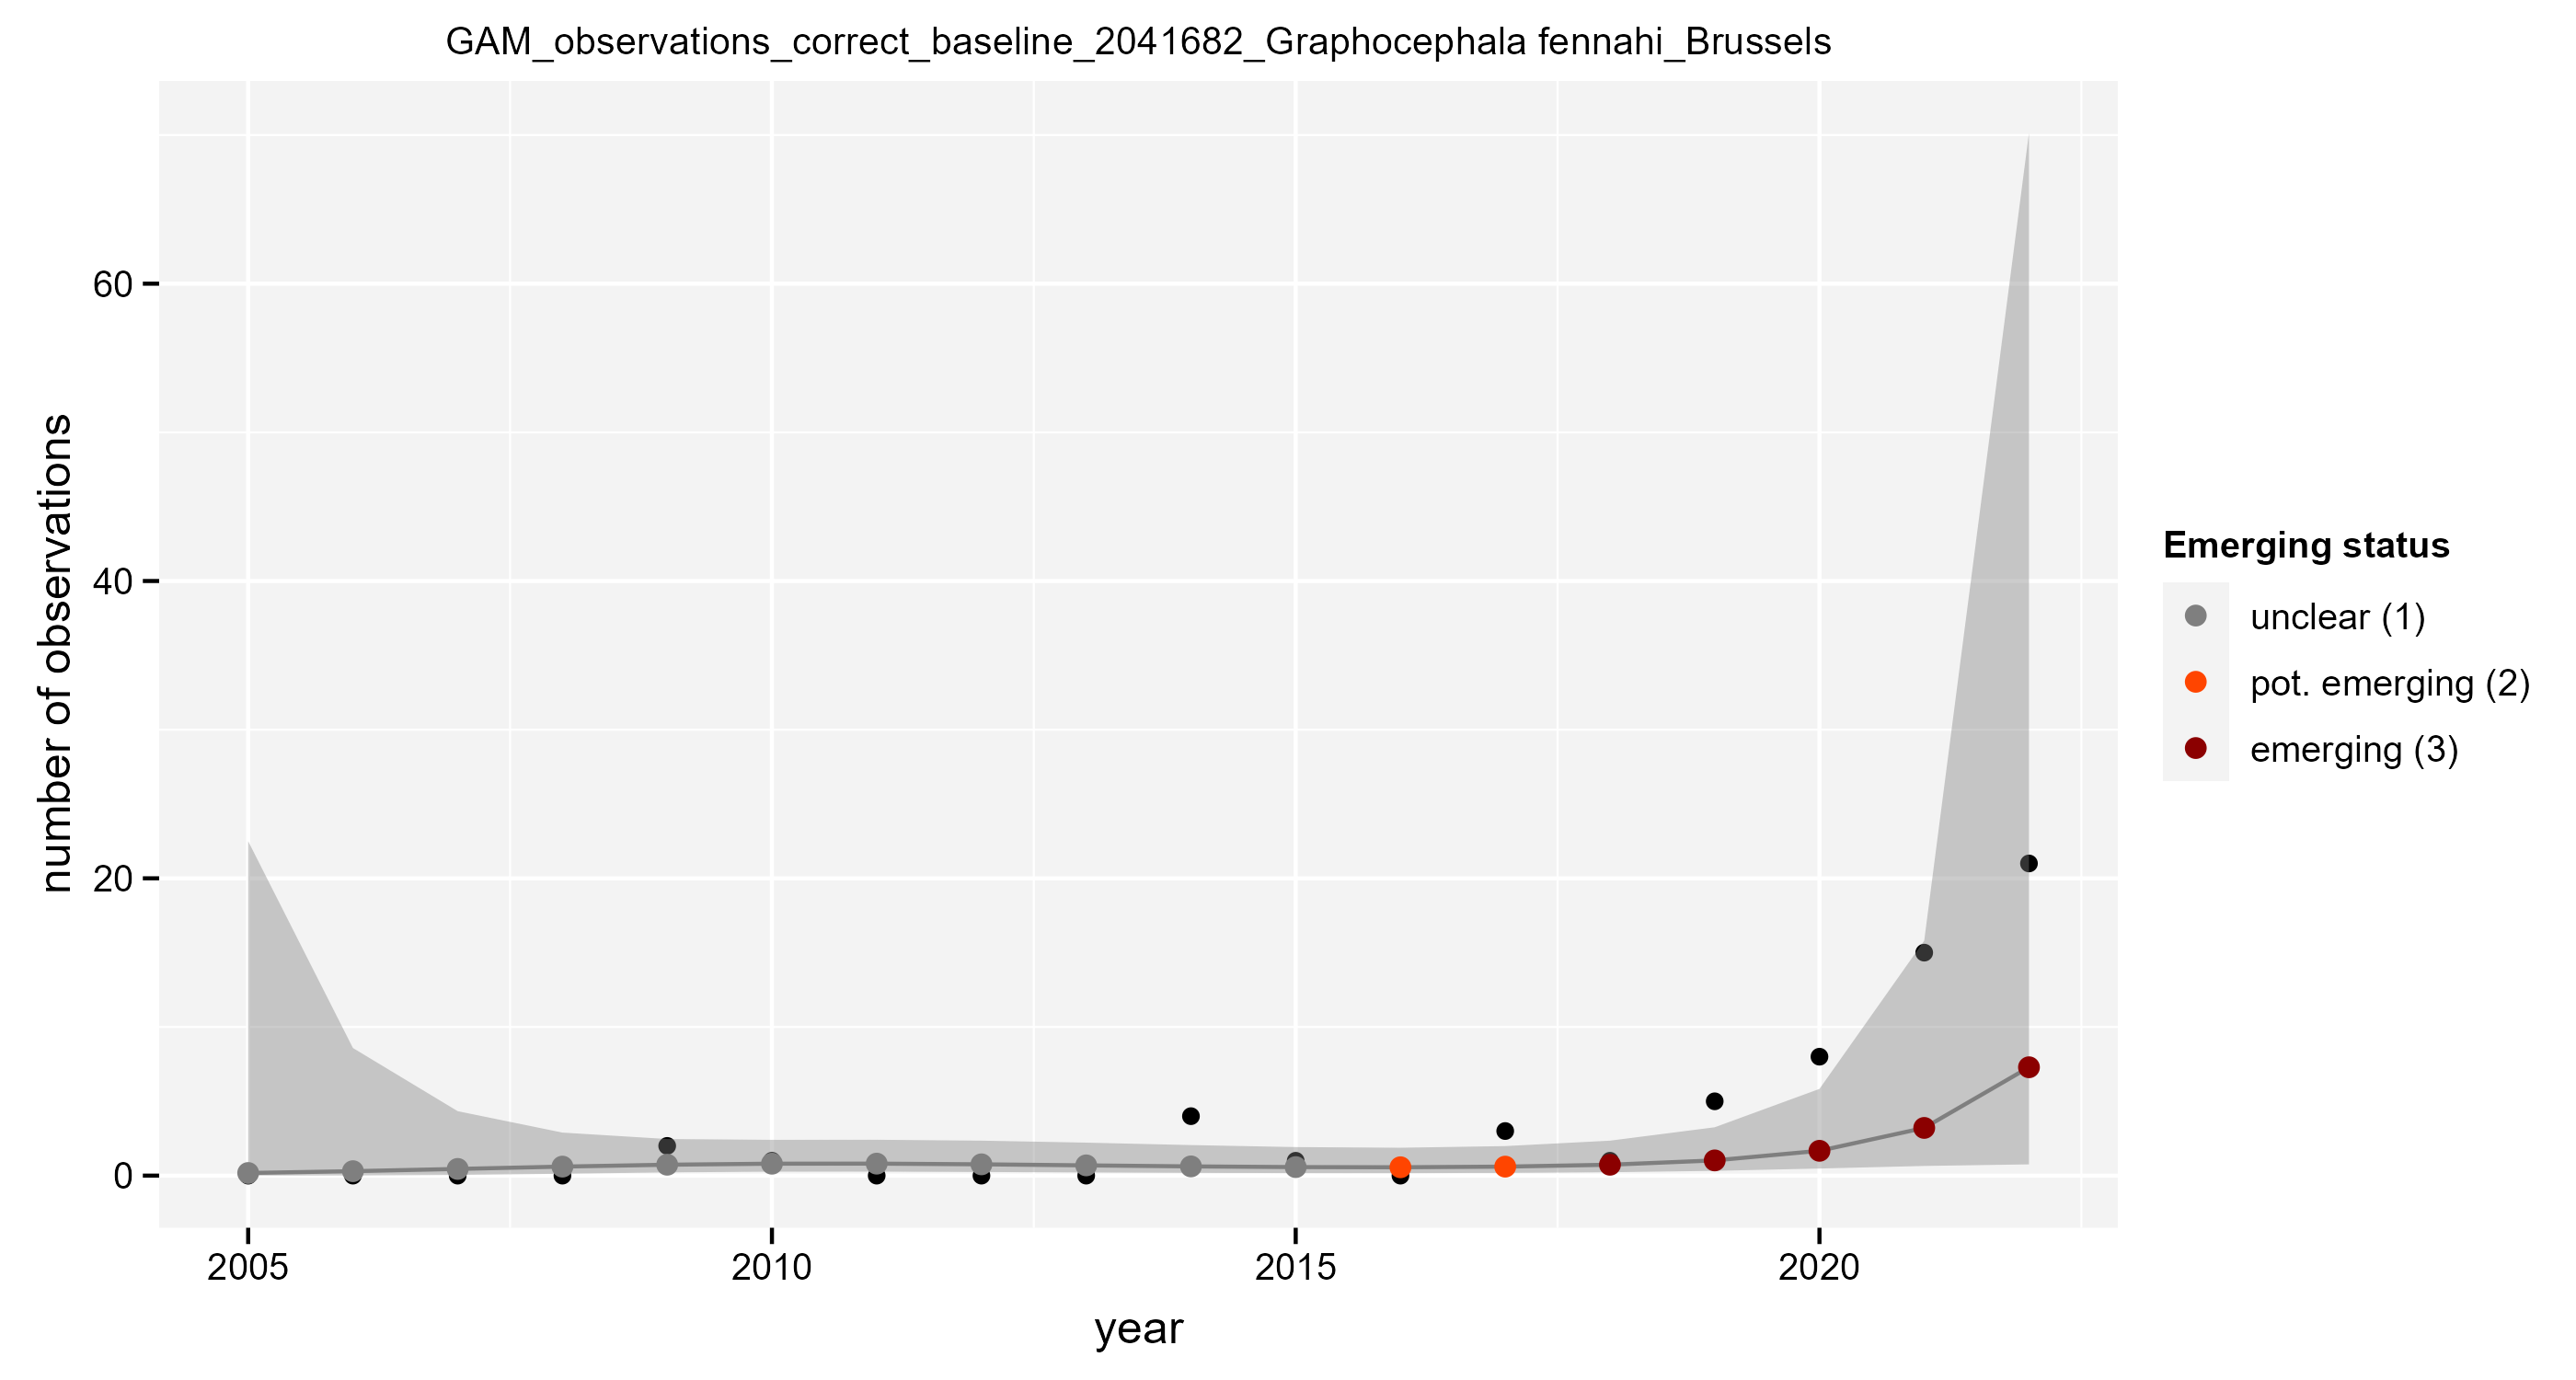 GAM_observations_correct_baseline_2041682_Graphocephala fennahi_Brussels
number of observations
60
40
20
0
2005
2010
2015
2020
year
Emerging status
unclear (1)
pot. emerging (2)
emerging (3)